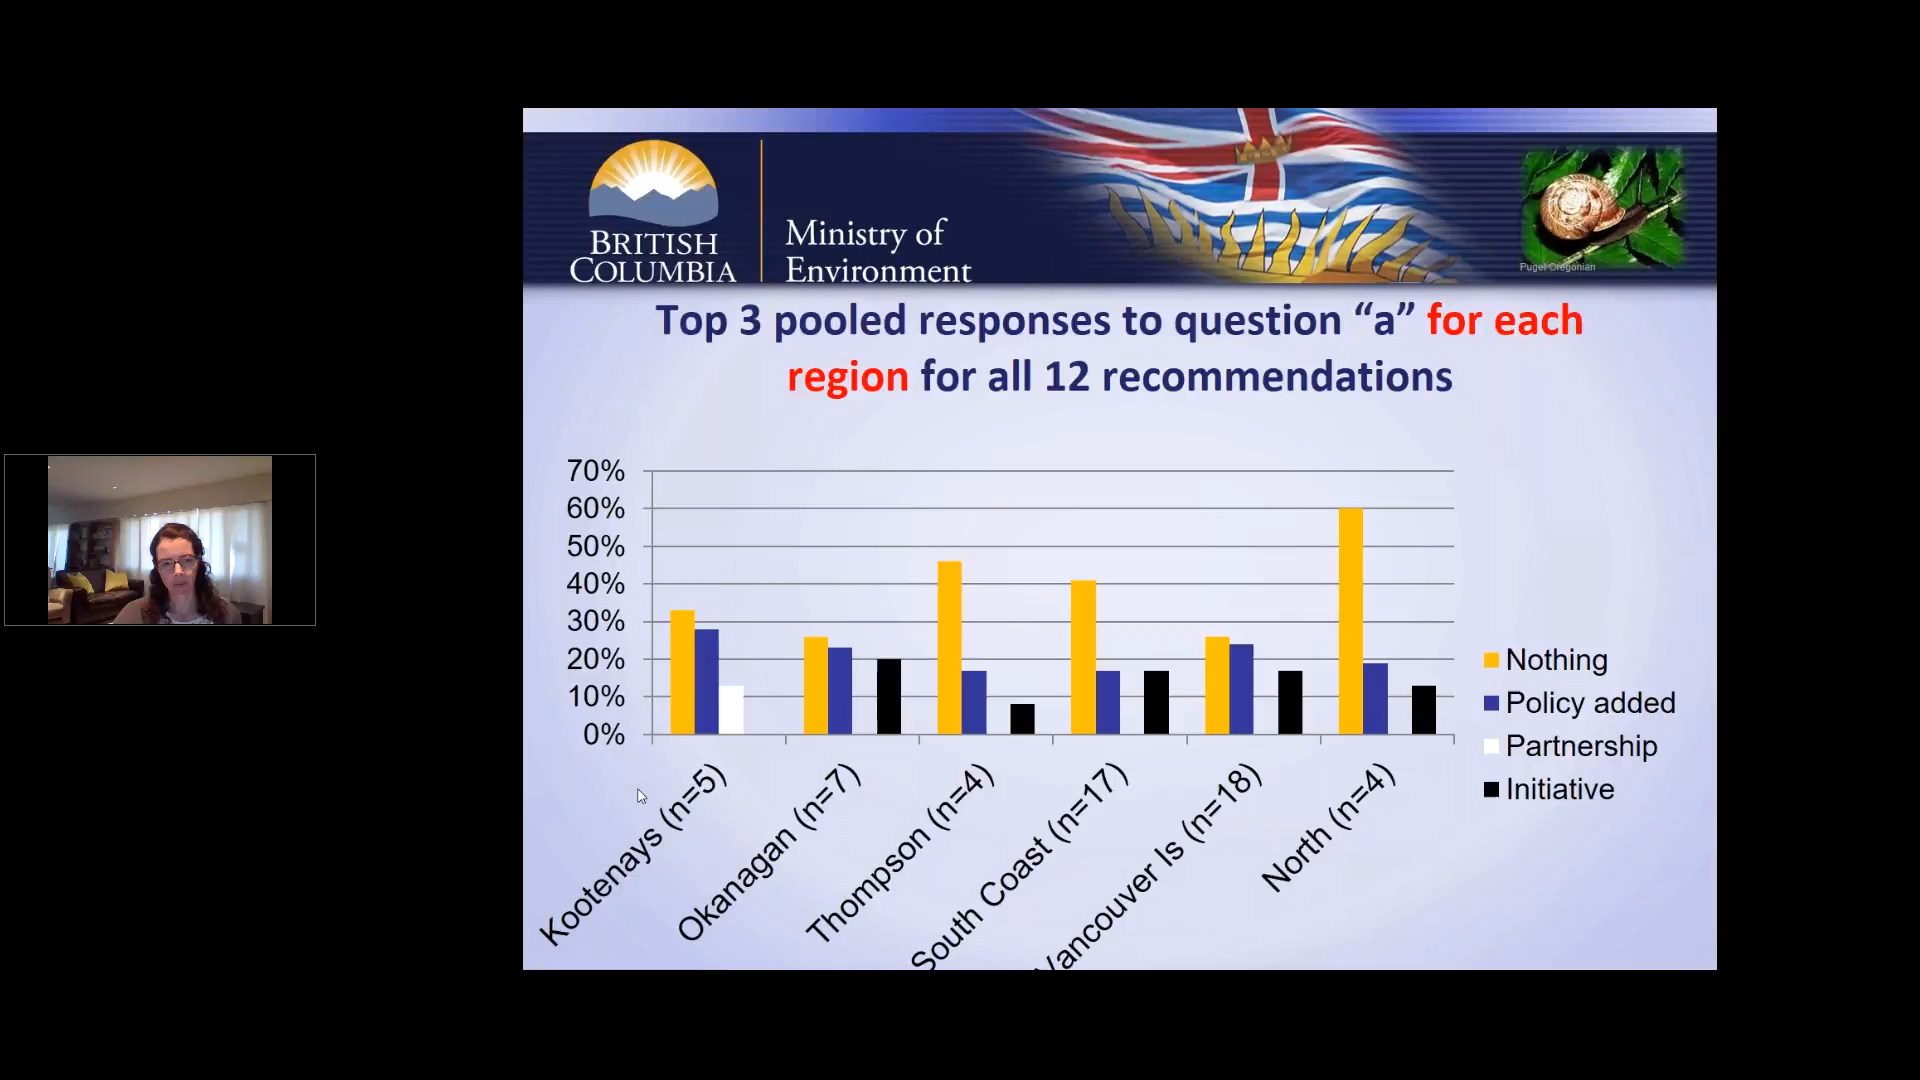 BRITISH
COLUMBIA
Ministry of
Environment
Puget Oregonian
Top 3 pooled responses to question “a” for each
region for all 12 recommendations
70%
60%
50%
40%
30%
20%
10%
0%
Kootenays (n=5)
Okanagan (n=7)
Thompson (n=4)
South Coast (n=17)
Vancouver Is (n=18)
North (n=4)
Nothing
Policy added
Partnership
Initiative